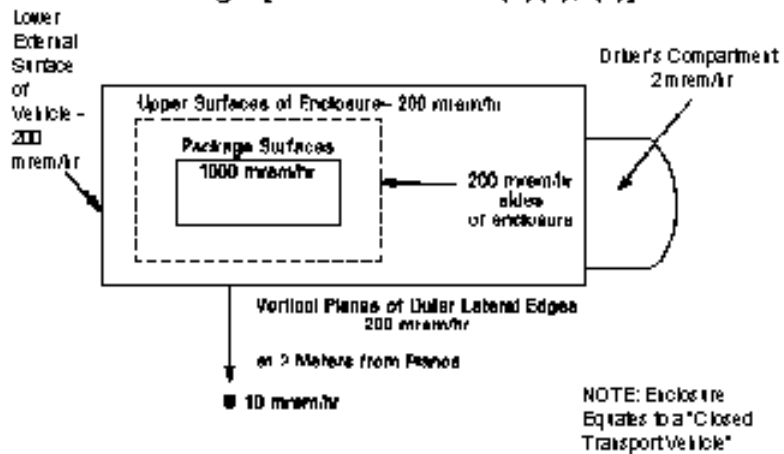 Lower
External
Surface
of
Vehicle -
200
mrem/hr
Driver's Compartment
2 mrem/hr
Upper Surfaces of Enclosure- 200 mrem/hr
Package Surfaces
1000 mrem/hr
200 mrem/hr
sides
of enclosure
Vertical Planes of Outer Lateral Edges
200 mrem/hr
at 2 Meters from Planes
10 mrem/hr
NOTE: Enclosure
Equates to a "Closed
Transport Vehicle"